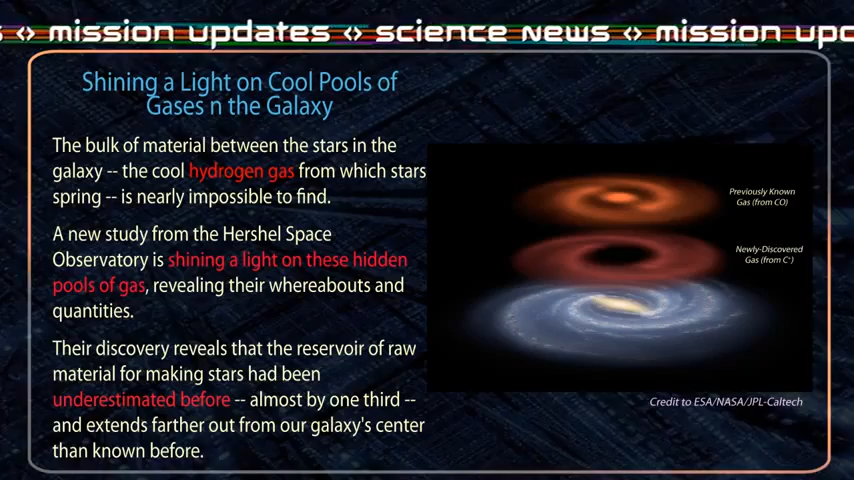 s ‹› mission updates ‹› science news ‹› mission upd
Shining a Light on Cool Pools of
Gases n the Galaxy
The bulk of material between the stars in the
galaxy -- the cool hydrogen gas from which stars
spring -- is nearly impossible to find.
A new study from the Hershel Space
Observatory is shining a light on these hidden
pools of gas, revealing their whereabouts and
quantities.
Their discovery reveals that the reservoir of raw
material for making stars had been
underestimated before -- almost by one third --
and extends farther out from our galaxy's center
than known before.
Previously Known
Gas (from CO)
Newly-Discovered
Gas (from C⁺)
Credit to ESA/NASA/JPL-Caltech